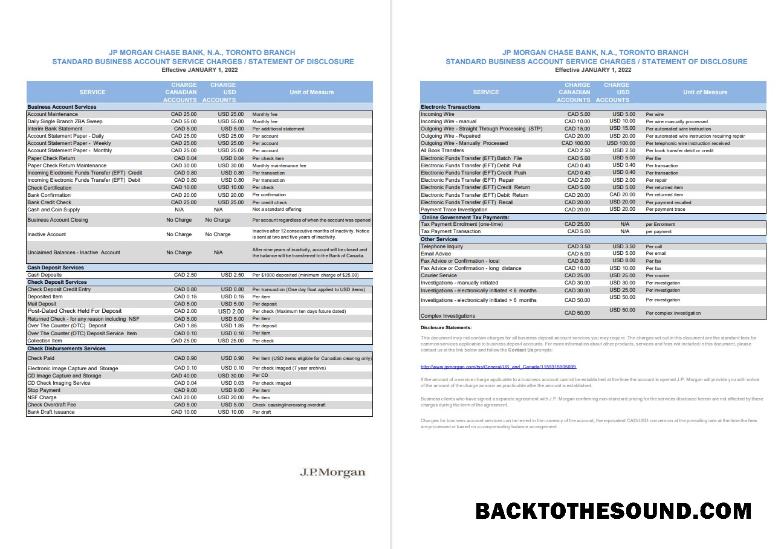 JP MORGAN CHASE BANK, N.A., TORONTO BRANCH
STANDARD BUSINESS ACCOUNT SERVICE CHARGES / STATEMENT OF DISCLOSURE
Effective JANUARY 1, 2022
SERVICE CHARGE CANADIAN ACCOUNTS CHARGE USD ACCOUNTS Unit of Measure
Business Account Services
Account Maintenance CAD 25.00 USD 25.00 Monthly fee
Daily Single Branch ZBA Sweep CAD 55.00 USD 55.00 Monthly fee
Interim Bank Statement CAD 5.00 USD 5.00 Per additional statement
Account Statement Paper - Daily CAD 25.00 USD 25.00 Per account
Account Statement Paper - Weekly CAD 25.00 USD 25.00 Per account
Account Statement Paper - Monthly CAD 25.00 USD 25.00 Per account
Paper Check Return CAD 0.04 USD 0.04 Per check item
Paper Check Return Maintenance CAD 30.00 USD 30.00 Monthly maintenance fee
Incoming Electronic Funds Transfer (EFT) Credit CAD 0.80 USD 0.80 Per transaction
Incoming Electronic Funds Transfer (EFT) Debit CAD 0.80 USD 0.80 Per transaction
Check Certification CAD 10.00 USD 10.00 Per check
Bank Confirmation CAD 20.00 USD 20.00 Per confirmation
Bank Credit Check CAD 25.00 USD 25.00 Per credit check
Cash and Coin Supply N/A N/A Not a standard offering
Business Account Closing No Charge No Charge Per account regardless of when the account was opened
Inactive Account No Charge No Charge Inactive after 12 consecutive months of inactivity. Notice
is sent at two and five years of inactivity.
Unclaimed Balances - Inactive Account No Charge N/A After nine years of inactivity, account will be closed and
the balance will be transferred to the Bank of Canada.
Cash Deposit Services
Cash Deposits CAD 2.50 USD 2.50 Per $1000 deposited (minimum charge of $25.00)
Check Deposit Services
Check Deposit Credit Entry CAD 0.80 USD 0.80 Per transaction (One day float applied to USD items)
Deposited Item CAD 0.15 USD 0.15 Per item
Mail Deposit CAD 5.00 USD 5.00 Per deposit
Post-Dated Check Held For Deposit CAD 2.00 USD 2.00 Per check (Maximum ten days future dated)
Returned Check - for any reason including NSF CAD 5.00 USD 5.00 Per item
Over The Counter (OTC) Deposit CAD 1.85 USD 1.85 Per deposit
Over The Counter (OTC) Deposit Service Item CAD 0.10 USD 0.10 Per item
Collection Item CAD 25.00 USD 25.00 Per check
Check Disbursements Services
Check Paid CAD 0.90 USD 0.90 Per item (USD items eligible for Canadian clearing only)
Electronic Image Capture and Storage CAD 0.10 USD 0.10 Per check imaged (7 year archive)
CD Image Capture and Storage CAD 40.00 USD 30.00 Per CD
CD Check Imaging Service CAD 0.04 USD 0.03 Per check imaged
Stop Payment CAD 9.00 USD 9.00 Per item
NSF Charge CAD 20.00 USD 20.00 Per item
Check Overdraft Fee CAD 5.00 USD 5.00 Check causing/increasing overdraft
Bank Draft Issuance CAD 10.00 USD 10.00 Per draft
J.P.Morgan
JP MORGAN CHASE BANK, N.A., TORONTO BRANCH
STANDARD BUSINESS ACCOUNT SERVICE CHARGES / STATEMENT OF DISCLOSURE
Effective JANUARY 1, 2022
SERVICE CHARGE CANADIAN ACCOUNTS CHARGE USD ACCOUNTS Unit of Measure
Electronic Transactions
Incoming Wire CAD 5.00 USD 5.00 Per wire
Incoming Wire - manual CAD 10.00 USD 10.00 Per wire manually processed
Outgoing Wire - Straight Through Processing (STP) CAD 15.00 USD 15.00 Per automated wire instruction
Outgoing Wire - Repaired CAD 20.00 USD 20.00 Per automated wire instruction requiring repair
Outgoing Wire - Manually Processed CAD 100.00 USD 100.00 Per telephonic wire instruction received
All Book Transfers CAD 2.50 USD 2.50 Per book transfer debit or credit
Electronic Funds Transfer (EFT) Batch File CAD 5.00 USD 5.00 Per file
Electronic Funds Transfer (EFT) Debit Pull CAD 0.40 USD 0.40 Per transaction
Electronic Funds Transfer (EFT) Credit Push CAD 0.40 USD 0.40 Per transaction
Electronic Funds Transfer (EFT) Repair CAD 2.00 USD 2.00 Per repair
Electronic Funds Transfer (EFT) Credit Return CAD 5.00 USD 5.00 Per returned item
Electronic Funds Transfer (EFT) Debit Return CAD 20.00 USD 20.00 Per returned item
Electronic Funds Transfer (EFT) Recall CAD 20.00 USD 20.00 Per payment recalled
Payment Trace Investigation CAD 20.00 USD 20.00 Per payment trace
Online Government Tax Payments:
Tax Payment Enrolment (one-time) CAD 25.00 N/A per Enrolment
Tax Payment Transaction CAD 5.00 N/A per payment
Other Services
Telephone Inquiry CAD 3.50 USD 3.50 Per call
Email Advice CAD 5.00 USD 5.00 Per email
Fax Advice or Confirmation - local CAD 8.00 USD 8.00 Per fax
Fax Advice or Confirmation - long distance CAD 10.00 USD 10.00 Per fax
Courier Service CAD 25.00 USD 25.00 Per courier
Investigations - manually initiated CAD 30.00 USD 30.00 Per investigation
Investigations - electronically initiated < 6 months CAD 30.00 USD 25.00 Per item
Investigations - electronically initiated > 6 months CAD 50.00 USD 50.00 Per investigation
Complex Investigations CAD 50.00 USD 50.00 Per complex investigation
Disclosure Statements:
BACKTOTHESOUND.COM